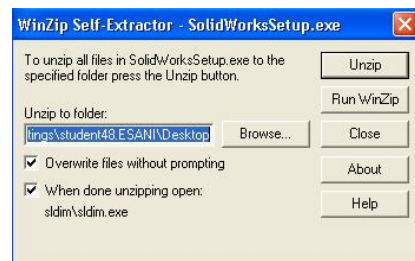 WinZip Self-Extractor - SolidWorksSetup.exe
To unzip all files in SolidWorksSetup.exe to the
specified folder press the Unzip button.
Unzip to folder:
tings\student48.ESANI\Desktop
Browse...
Overwrite files without prompting
When done unzipping open:
sldim\sldim.exe
Unzip
Run WinZip
Close
About
Help